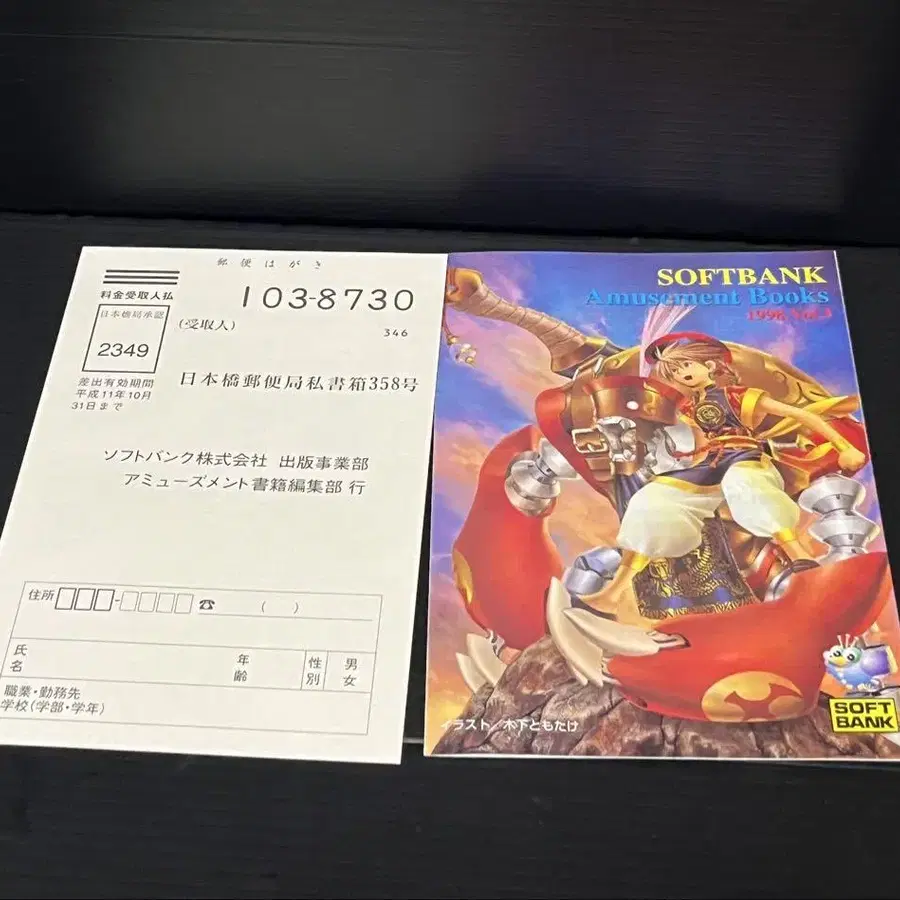 郵便はがき
料金受取人払
103-8730
日本橋局承認
(受取人)
346
2349
差出有効期間
平成11年10月
31日まで
日本橋郵便局私書箱358号
ソフトバンク株式会社 出版事業部
アミューズメント書籍編集部 行
住所 - ☎ ( )
氏名
年齢
性別
男
女
職業・勤務先
学校(学部・学年)
SOFTBANK
Amusement Books
1998 Vol.3
イラスト/木下ともたけ
SOFT
BANK